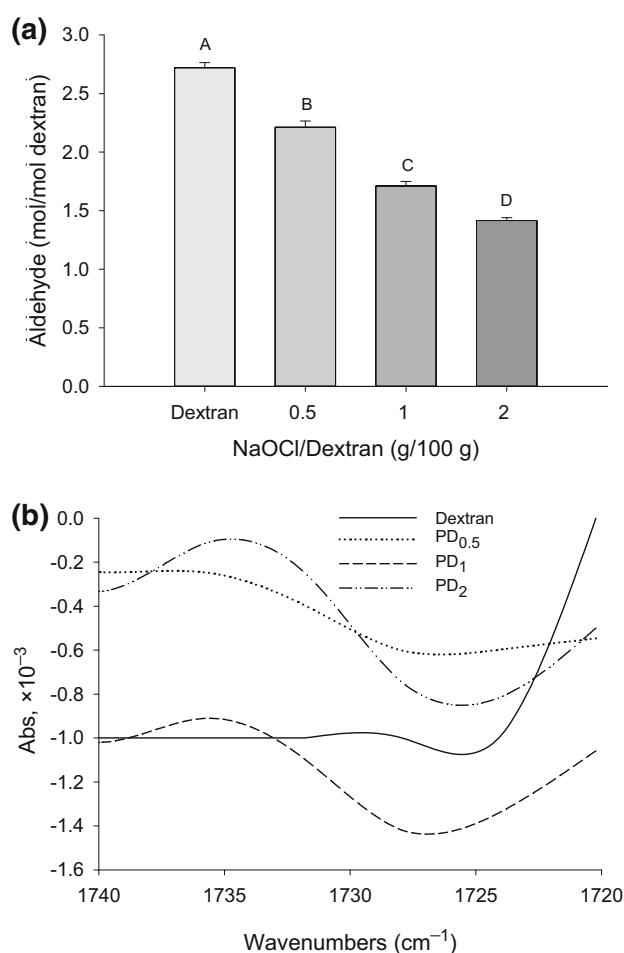 (a)
Aldehyde (mol/mol dextran)
3.0
2.5
2.0
1.5
1.0
0.5
0.0
A
B
C
D
Dextran 0.5 1 2
NaOCl/Dextran (g/100 g)
(b)
Abs, ×10⁻³
0.0
-0.2
-0.4
-0.6
-0.8
-1.0
-1.2
-1.4
-1.6
Dextran
PD₀.₅
PD₁
PD₂
1740 1735 1730 1725 1720
Wavenumbers (cm⁻¹)